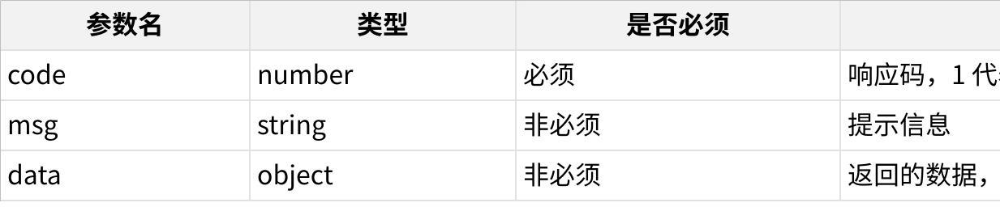 参数名 类型 是否必须
code number 必须 响应码，1 代
msg string 非必须 提示信息
data object 非必须 返回的数据，